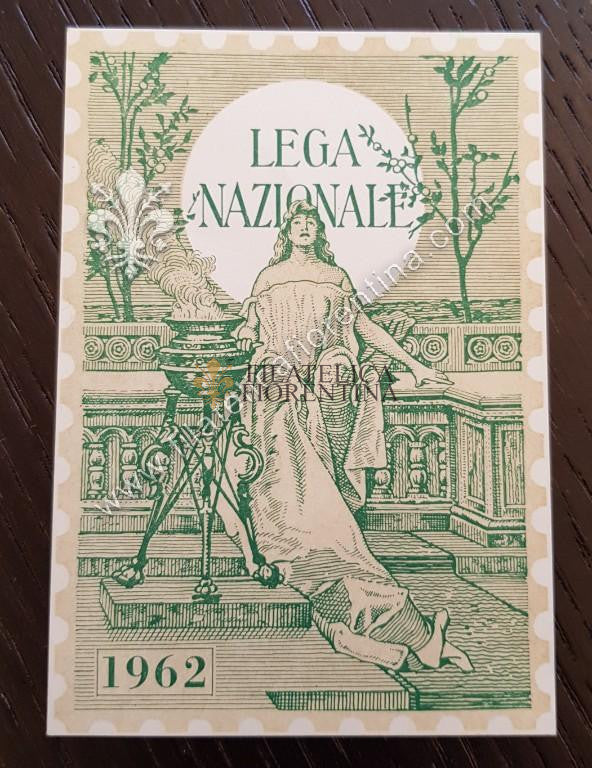 LEGA
NAZIONALE
FILATELICA
FIORENTINA
www.filatelicafiorentina.com
1962